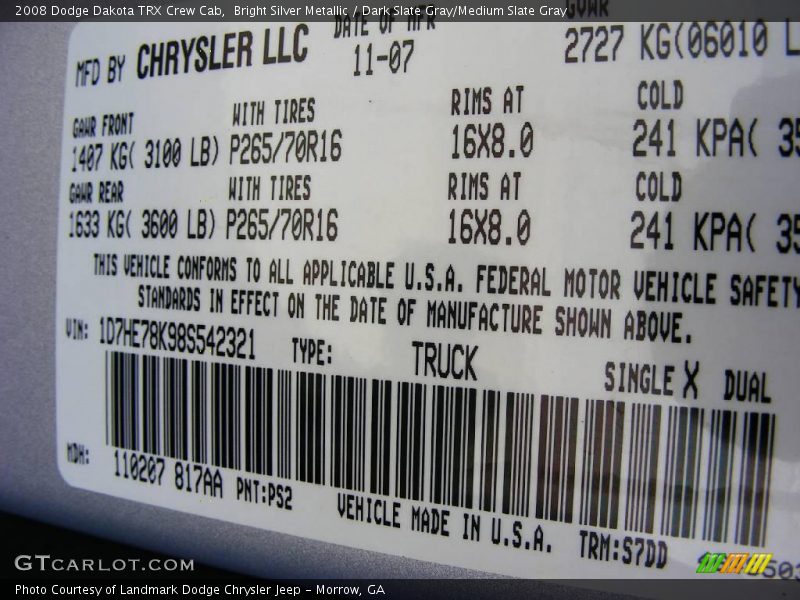 2008 Dodge Dakota TRX Crew Cab,  Bright Silver Metallic / Dark Slate Gray/Medium Slate Gray
MFD BY CHRYSLER LLC DATE OF MFR GVWR
11-07 2727 KG(06010 L
GAWR FRONT WITH TIRES RIMS AT COLD
1407 KG( 3100 LB) P265/70R16 16X8.0 241 KPA( 35
GAWR REAR WITH TIRES RIMS AT COLD
1633 KG( 3600 LB) P265/70R16 16X8.0 241 KPA( 35
THIS VEHICLE CONFORMS TO ALL APPLICABLE U.S.A. FEDERAL MOTOR VEHICLE SAFETY
STANDARDS IN EFFECT ON THE DATE OF MANUFACTURE SHOWN ABOVE.
VIN: 1D7HE78K98S542321 TYPE: TRUCK SINGLE X DUAL
MDH: 110207 817AA PNT:PS2 VEHICLE MADE IN U.S.A. TRM:S7DD
GTCARLOT.COM
Photo Courtesy of Landmark Dodge Chrysler Jeep – Morrow, GA